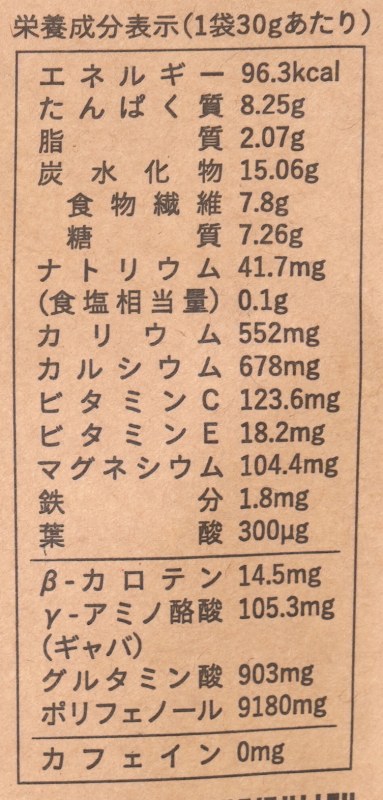 栄養成分表示(1袋30gあたり)
エネルギー 96.3kcal
たんぱく質 8.25g
脂質 2.07g
炭水化物 15.06g
食物繊維 7.8g
糖質 7.26g
ナトリウム 41.7mg
(食塩相当量) 0.1g
カリウム 552mg
カルシウム 678mg
ビタミンC 123.6mg
ビタミンE 18.2mg
マグネシウム 104.4mg
鉄分 1.8mg
葉酸 300μg
β-カロテン 14.5mg
γ-アミノ酪酸 105.3mg
(ギャバ)
グルタミン酸 903mg
ポリフェノール 9180mg
カフェイン 0mg